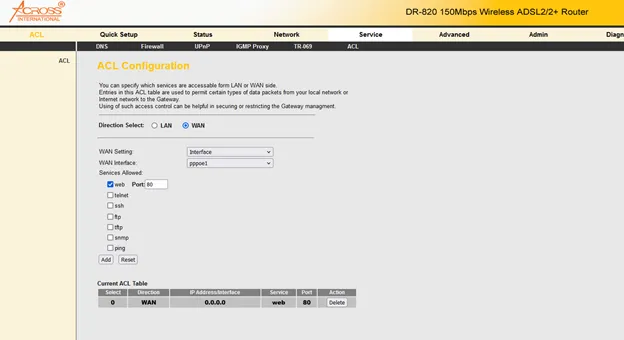 ACROSS
INTERNATIONAL
DR-820 150Mbps Wireless ADSL2/2+ Router
ACL Quick Setup Status Network Service Advanced Admin Diagn
DNS Firewall UPnP IGMP Proxy TR-069 ACL
ACL
ACL Configuration
You can specify which services are accessable form LAN or WAN side.
Entries in this ACL table are used to permit certain types of data packets from your local network or
Internet network to the Gateway.
Using of such access control can be helpful in securing or restricting the Gateway managment.
Direction Select: LAN WAN
WAN Setting: Interface
WAN Interface: pppoe1
Services Allowed:
web Port: 80
telnet
ssh
ftp
tftp
snmp
ping
Add Reset
Current ACL Table
Select Direction IP Address/Interface Service Port Action
0 WAN 0.0.0.0 web 80 Delete